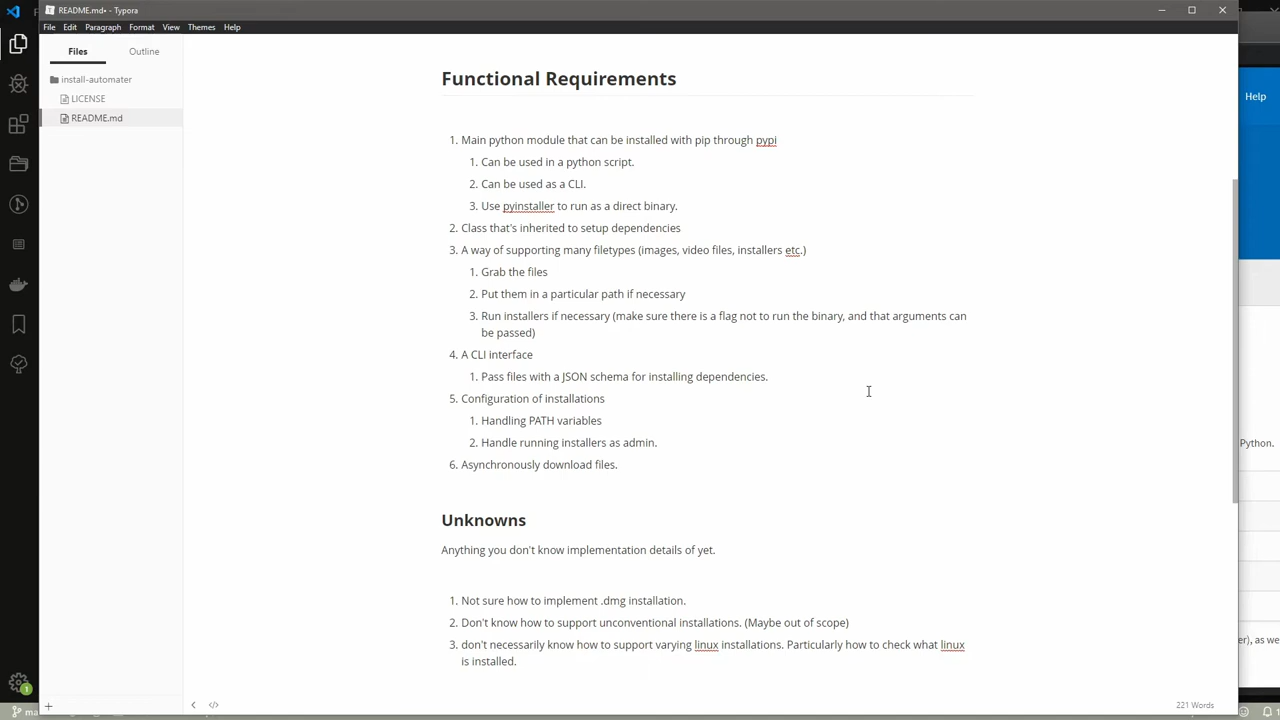 README.md• - Typora
File Edit Paragraph Format View Themes Help
Files Outline
install-automater
LICENSE
README.md
Functional Requirements
1. Main python module that can be installed with pip through pypi
1. Can be used in a python script.
2. Can be used as a CLI.
3. Use pyinstaller to run as a direct binary.
2. Class that's inherited to setup dependencies
3. A way of supporting many filetypes (images, video files, installers etc.)
1. Grab the files
2. Put them in a particular path if necessary
3. Run installers if necessary (make sure there is a flag not to run the binary, and that arguments can
be passed)
4. A CLI interface
1. Pass files with a JSON schema for installing dependencies.
5. Configuration of installations
1. Handling PATH variables
2. Handle running installers as admin.
6. Asynchronously download files.
Unknowns
Anything you don't know implementation details of yet.
1. Not sure how to implement .dmg installation.
2. Don't know how to support unconventional installations. (Maybe out of scope)
3. don't necessarily know how to support varying linux installations. Particularly how to check what linux
is installed.
221 Words
Help
Python.
er), as we
1